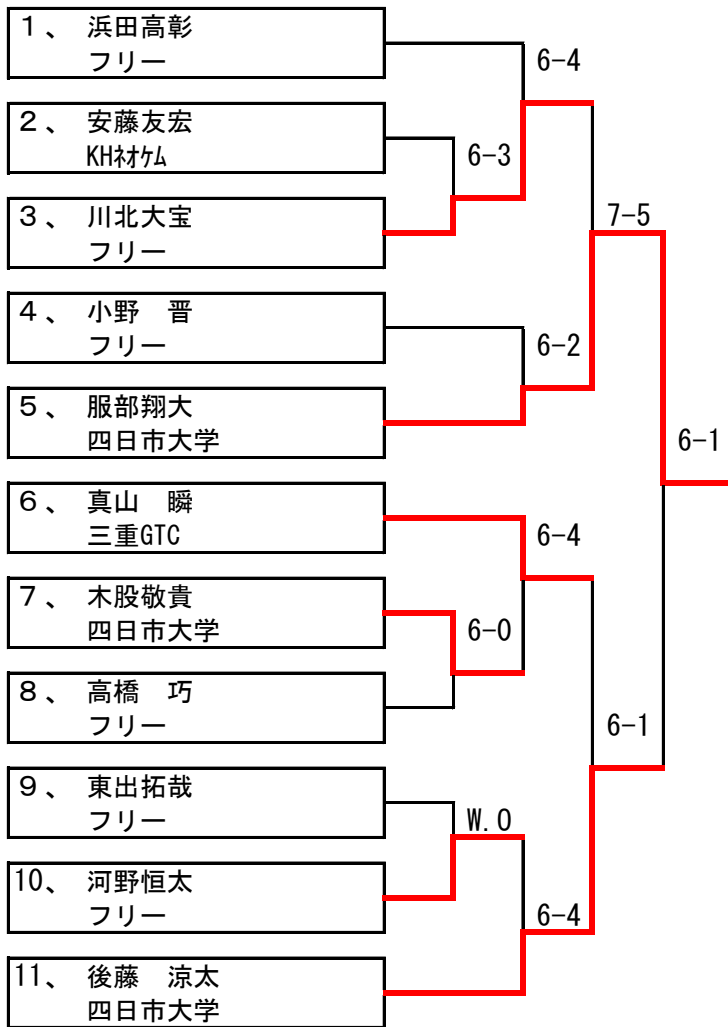 1、 浜田高彰
フリー
6-4
2、 安藤友宏
KHﾈｵｹﾑ
6-3
3、 川北大宝
フリー
7-5
4、 小野　晋
フリー
6-2
5、 服部翔大
四日市大学
6-1
6、 真山　瞬
三重GTC
6-4
7、 木股敬貴
四日市大学
6-0
8、 高橋　巧
フリー
6-1
9、 東出拓哉
フリー
W.O
10、 河野恒太
フリー
6-4
11、 後藤　涼太
四日市大学